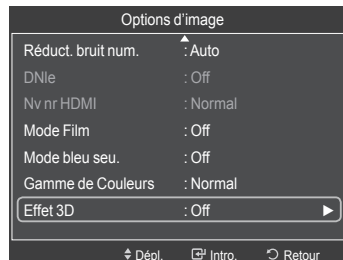 Options d'image
Réduct. bruit num. : Auto
DNIe : Off
Nv nr HDMI : Normal
Mode Film : Off
Mode bleu seu. : Off
Gamme de Couleurs : Normal
Effet 3D : Off
Dépl. Intro. Retour